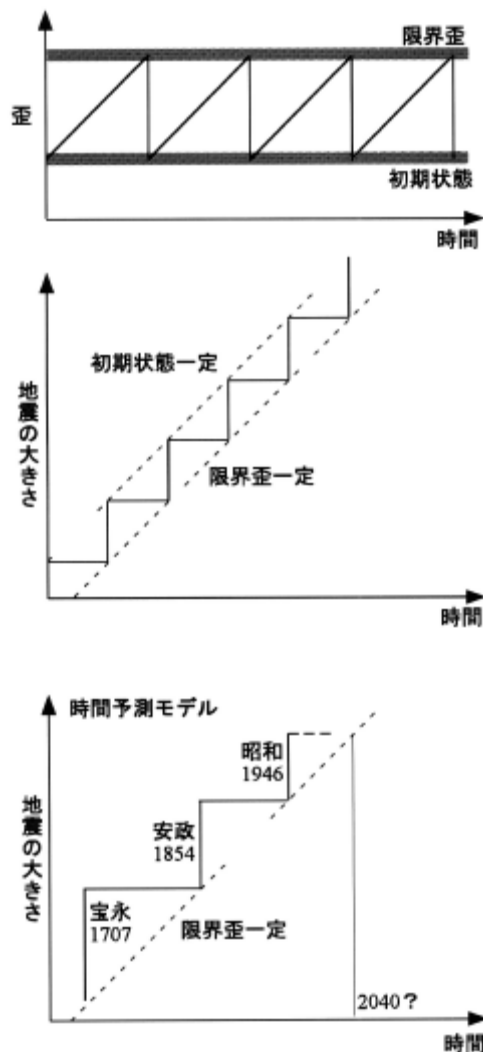 限界歪
歪
初期状態
時間
初期状態一定
地震の大きさ
限界歪一定
時間
時間予測モデル
昭和
1946
安政
1854
地震の大きさ
宝永
1707
限界歪一定
2040？
時間